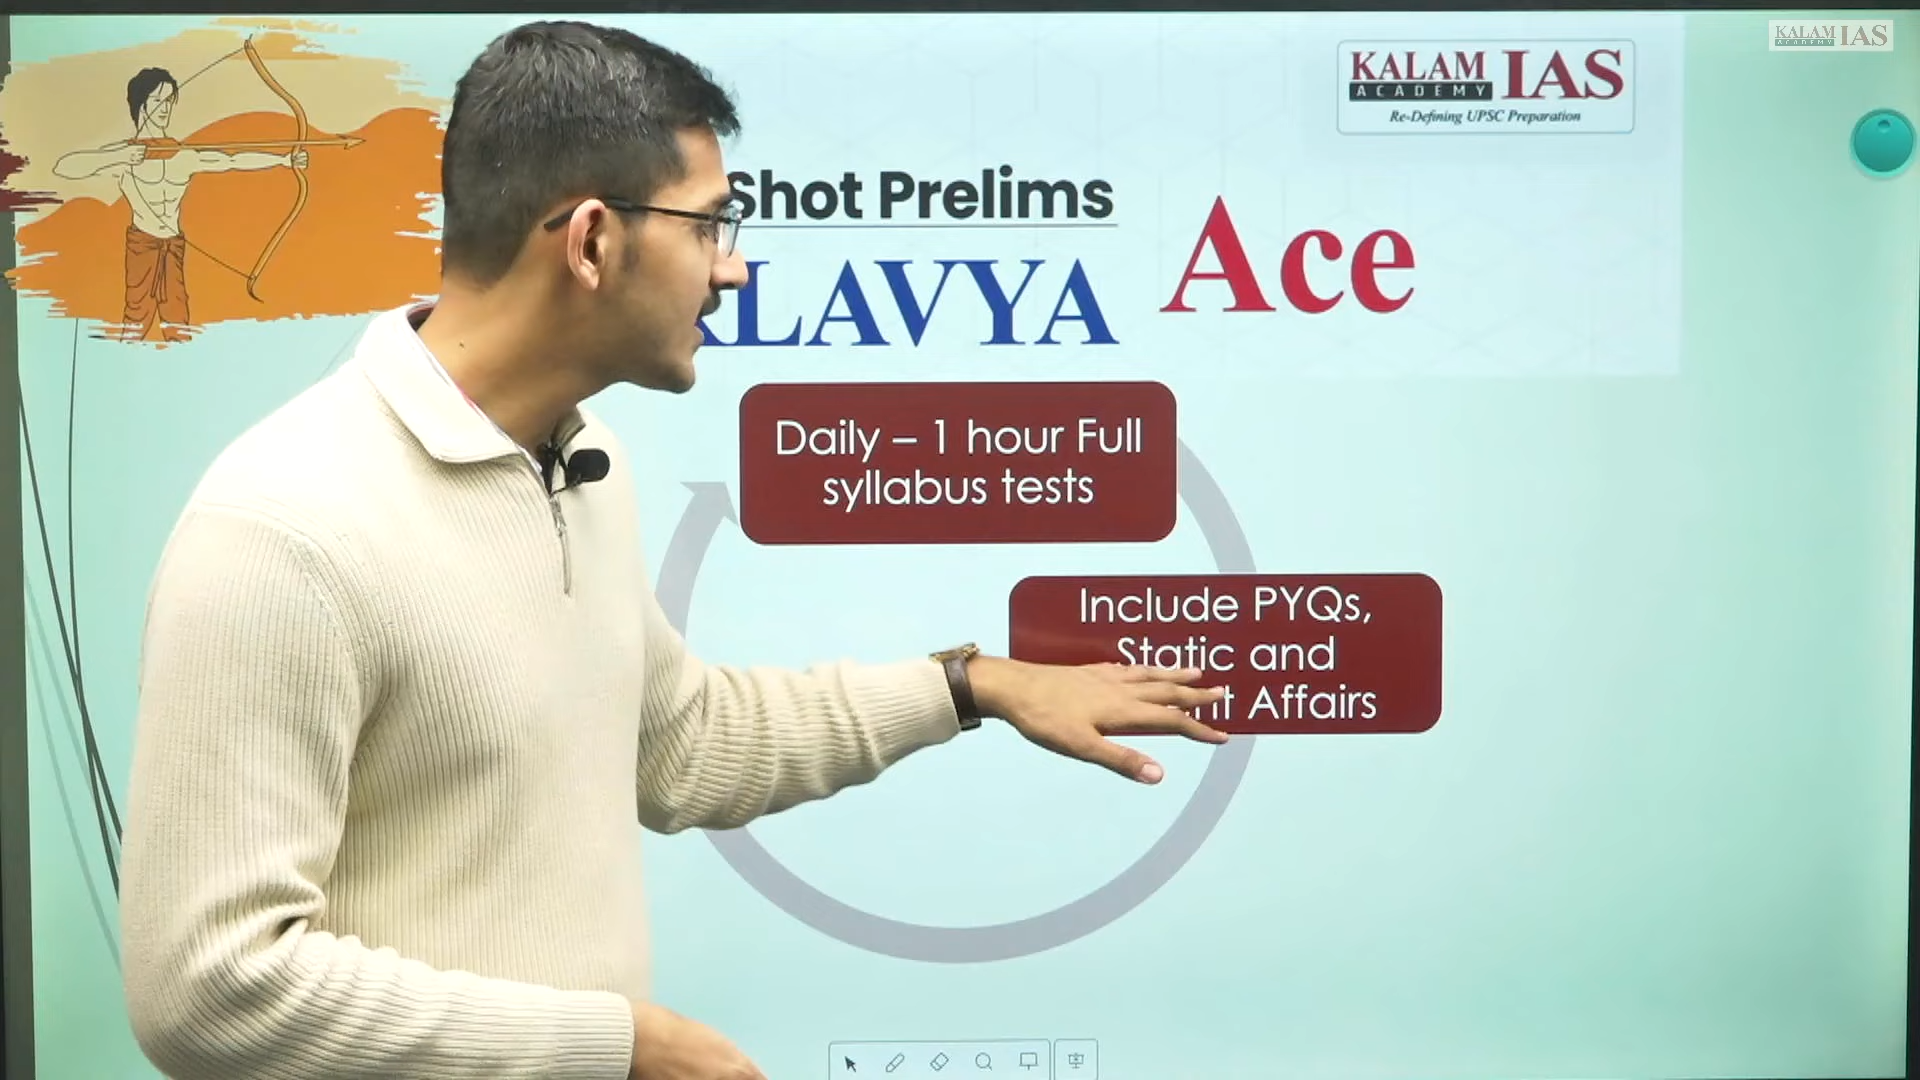 KALAM IAS
ACADEMY
KALAM IAS
ACADEMY
Re-Defining UPSC Preparation
Shot Prelims
LAVYA Ace
Daily – 1 hour Full
syllabus tests
Include PYQs,
Static and
Affairs